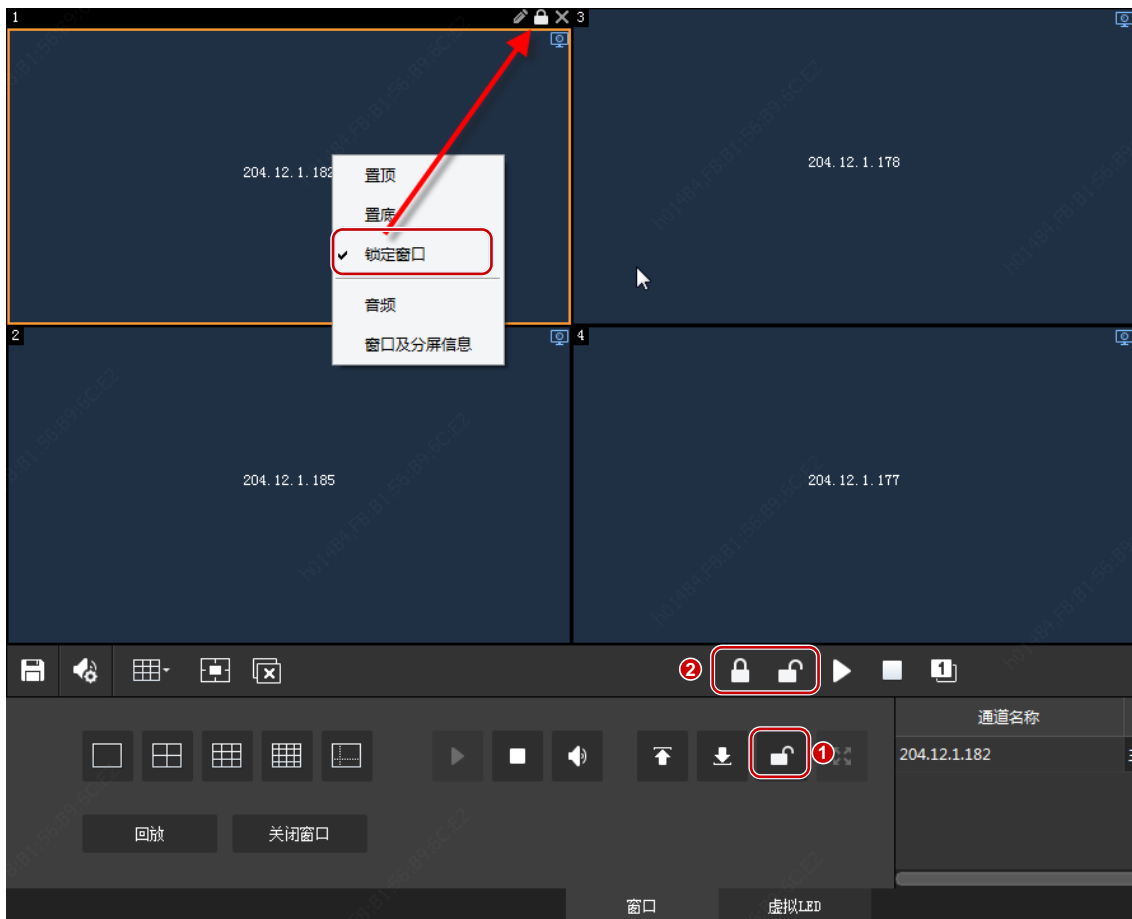 1
3
204.12.1.182
204.12.1.178
置顶
置底
锁定窗口
音频
窗口及分屏信息
2
4
204.12.1.185
204.12.1.177
2
1
通道名称
1
204.12.1.182
回放
关闭窗口
窗口
虚拟LED